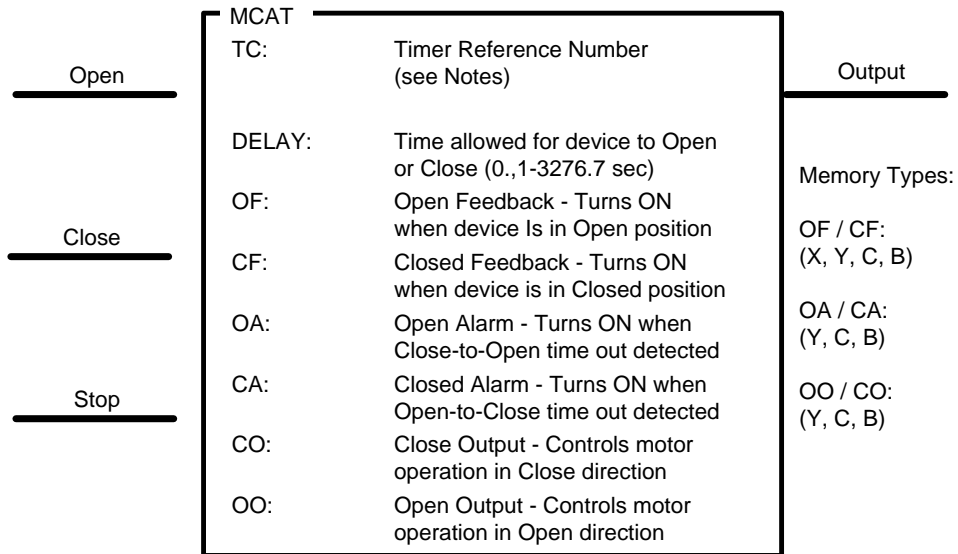 MCAT
Open
Close
Stop
TC: Timer Reference Number
(see Notes)
DELAY: Time allowed for device to Open
or Close (0.,1-3276.7 sec)
OF: Open Feedback - Turns ON
when device Is in Open position
CF: Closed Feedback - Turns ON
when device is in Closed position
OA: Open Alarm - Turns ON when
Close-to-Open time out detected
CA: Closed Alarm - Turns ON when
Open-to-Close time out detected
CO: Close Output - Controls motor
operation in Close direction
OO: Open Output - Controls motor
operation in Open direction
Output
Memory Types:
OF / CF:
(X, Y, C, B)
OA / CA:
(Y, C, B)
OO / CO:
(Y, C, B)